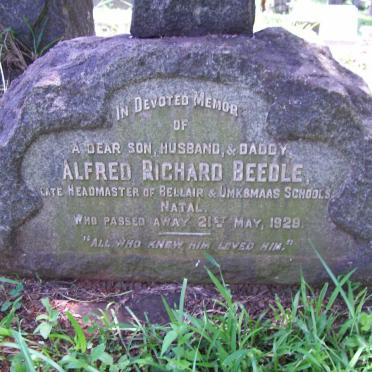 IN DEVOTED MEMORY
OF
A DEAR SON, HUSBAND, & DADDY,
ALFRED RICHARD BEEDLE,
LATE HEADMASTER OF BELLAIR & UMKOMAAS SCHOOLS,
NATAL.
WHO PASSED AWAY 21ST MAY, 1929.
"ALL WHO KNEW HIM LOVED HIM."